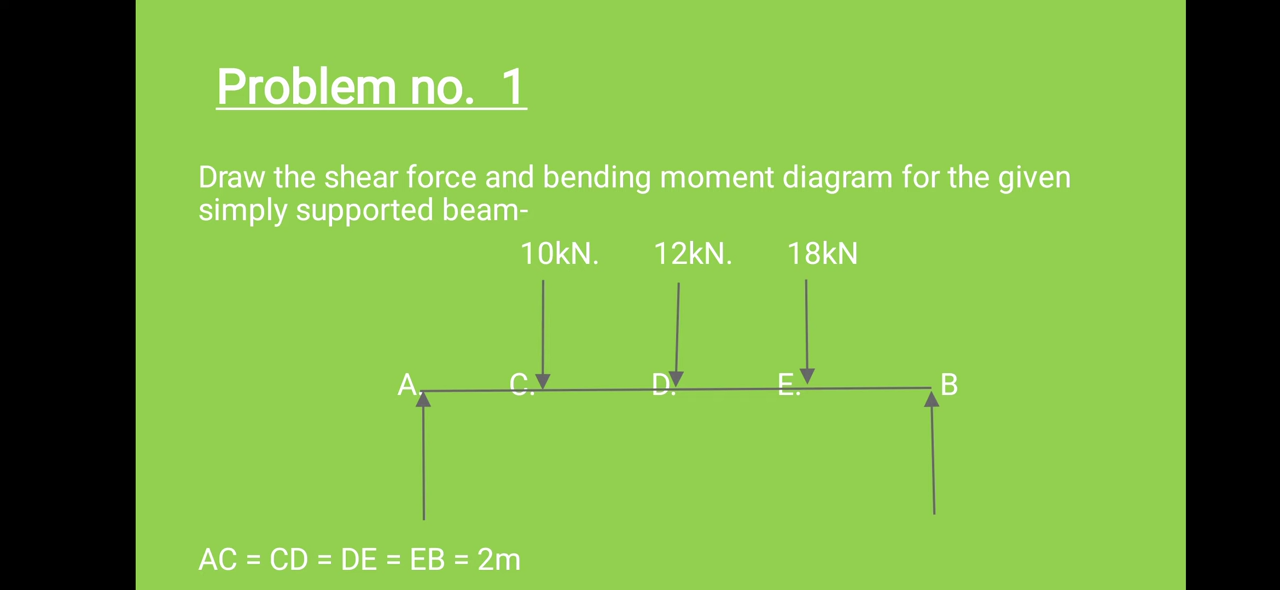 Problem no.  1
Draw the shear force and bending moment diagram for the given
simply supported beam-
10kN.  12kN.  18kN
A.  C.  D.  E.  B
AC = CD = DE = EB = 2m